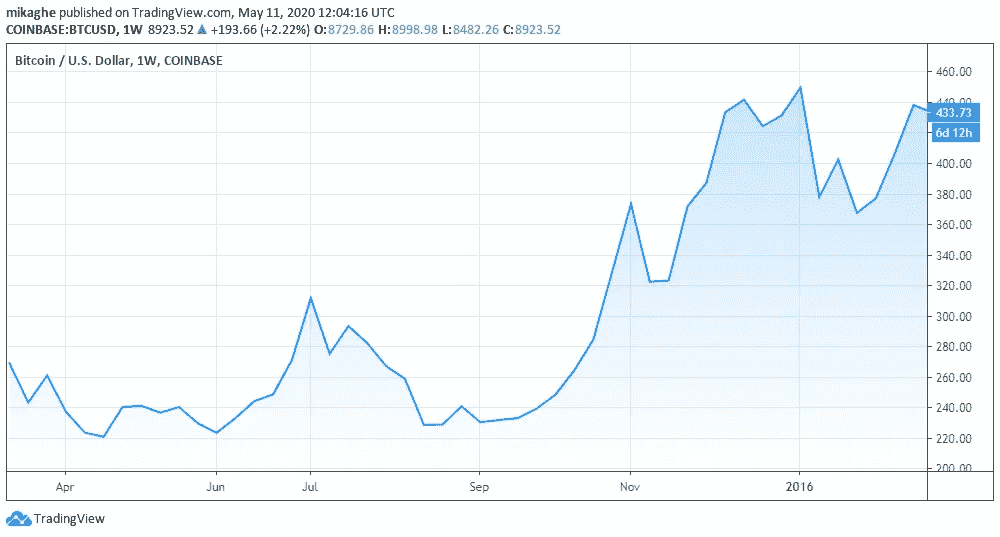 mikaghe published on TradingView.com, May 11, 2020 12:04:16 UTC
COINBASE:BTCUSD, 1W 8923.52 ▲ +193.66 (+2.22%) O:8729.86 H:8998.98 L:8482.26 C:8923.52
Bitcoin / U.S. Dollar, 1W, COINBASE
460.00
440.00
433.73
6d 12h
400.00
380.00
360.00
340.00
320.00
300.00
280.00
260.00
240.00
220.00
200.00
Apr Jun Jul Sep Nov 2016
TradingView